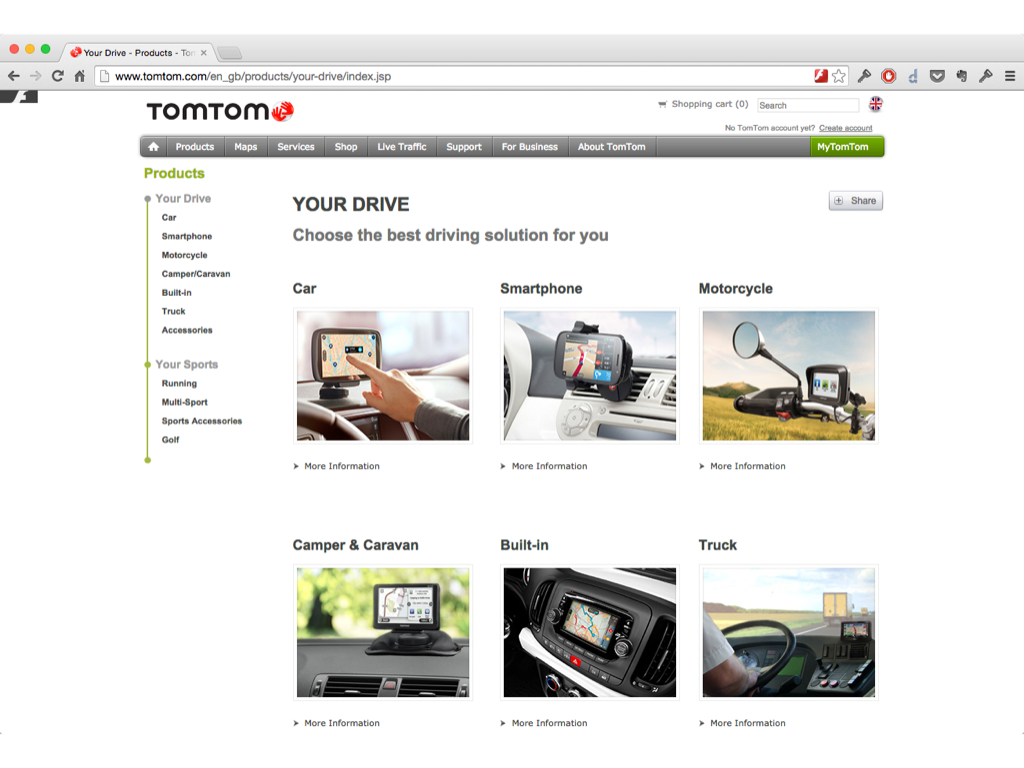 Your Drive - Products - Tom
www.tomtom.com/en_gb/products/your-drive/index.jsp
TOMTOM
Shopping cart (0)
Search
No TomTom account yet? Create account
Products
Maps
Services
Shop
Live Traffic
Support
For Business
About TomTom
MyTomTom
Products
Your Drive
Car
Smartphone
Motorcycle
Camper/Caravan
Built-in
Truck
Accessories
Your Sports
Running
Multi-Sport
Sports Accessories
Golf
YOUR DRIVE
Share
Choose the best driving solution for you
Car
Smartphone
Motorcycle
More Information
More Information
More Information
Camper & Caravan
Built-in
Truck
More Information
More Information
More Information